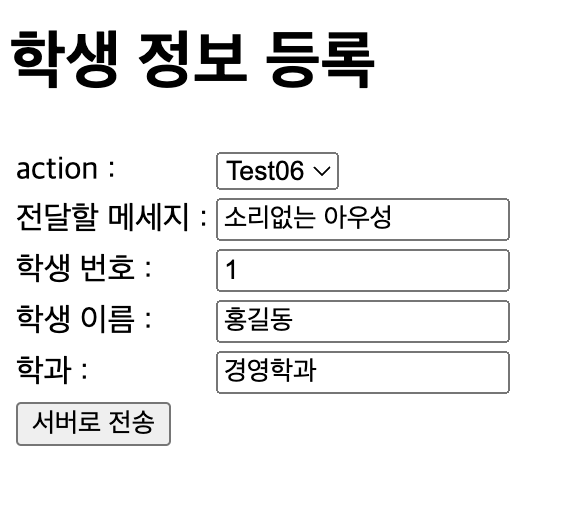 학생 정보 등록
action : Test06
전달할 메세지 : 소리없는 아우성
학생 번호 : 1
학생 이름 : 홍길동
학과 : 경영학과
서버로 전송